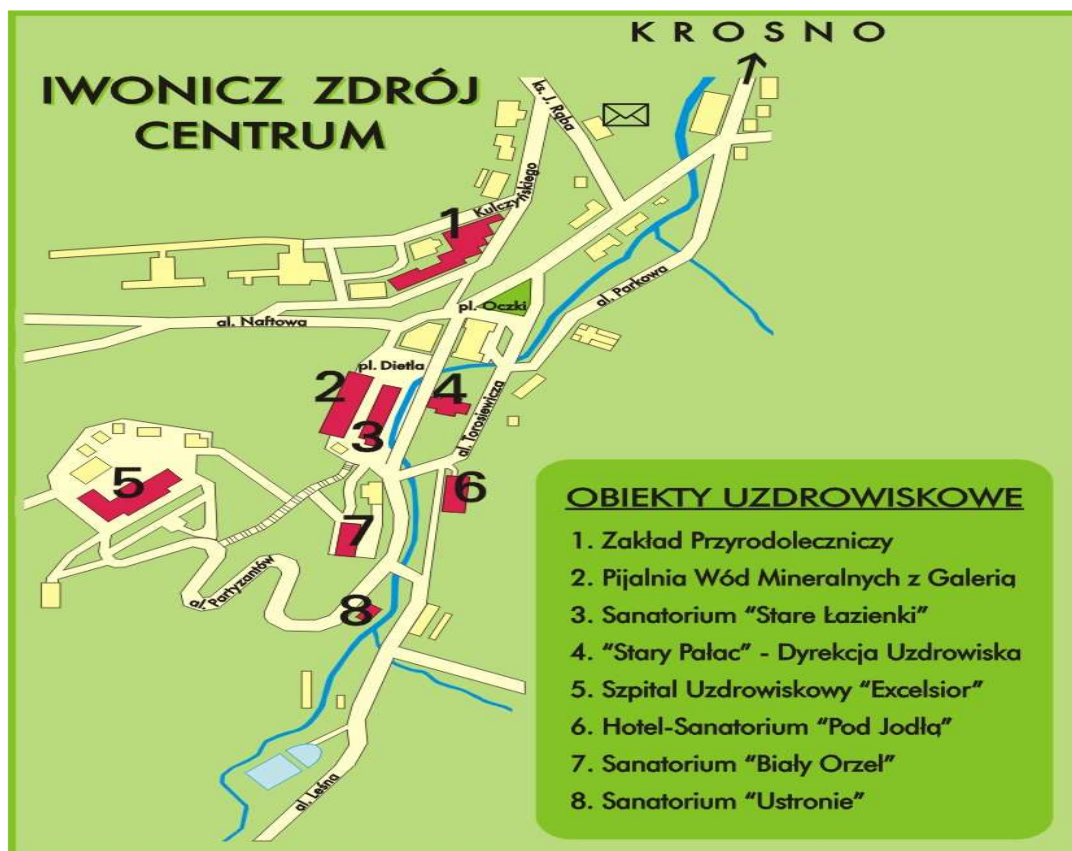 KROSNO
IWONICZ ZDRÓJ
CENTRUM
ks. J. Rąba
Kulczyńskiego
1
pl. Oczki
al. Parkowa
al. Naftowa
pl. Dietla
2
4
3
al. Torosiewicza
5
6
7
al. Partyzantów
8
al. Leśna
OBIEKTY UZDROWISKOWE
1. Zakład Przyrodoleczniczy
2. Pijalnia Wód Mineralnych z Galerią
3. Sanatorium "Stare Łazienki"
4. "Stary Pałac" - Dyrekcja Uzdrowiska
5. Szpital Uzdrowiskowy "Excelsior"
6. Hotel-Sanatorium "Pod Jodłą"
7. Sanatorium "Biały Orzeł"
8. Sanatorium "Ustronie"